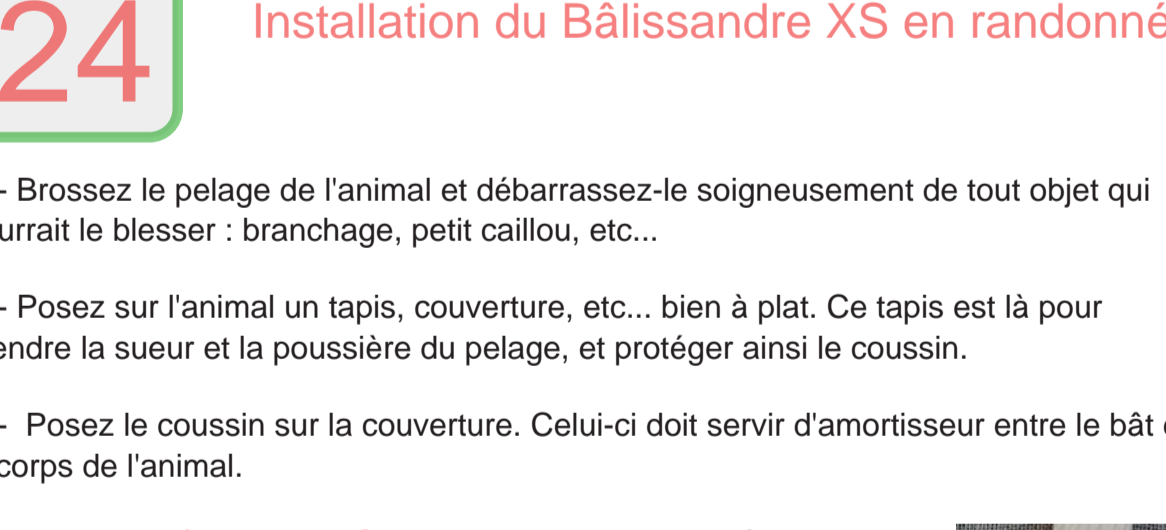 24
Installation du Bâlissandre XS en randonné
- Brossez le pelage de l'animal et débarrassez-le soigneusement de tout objet qui
urrait le blesser : branchage, petit caillou, etc...
- Posez sur l'animal un tapis, couverture, etc... bien à plat. Ce tapis est là pour
endre la sueur et la poussière du pelage, et protéger ainsi le coussin.
- Posez le coussin sur la couverture. Celui-ci doit servir d'amortisseur entre le bât
corps de l'animal.